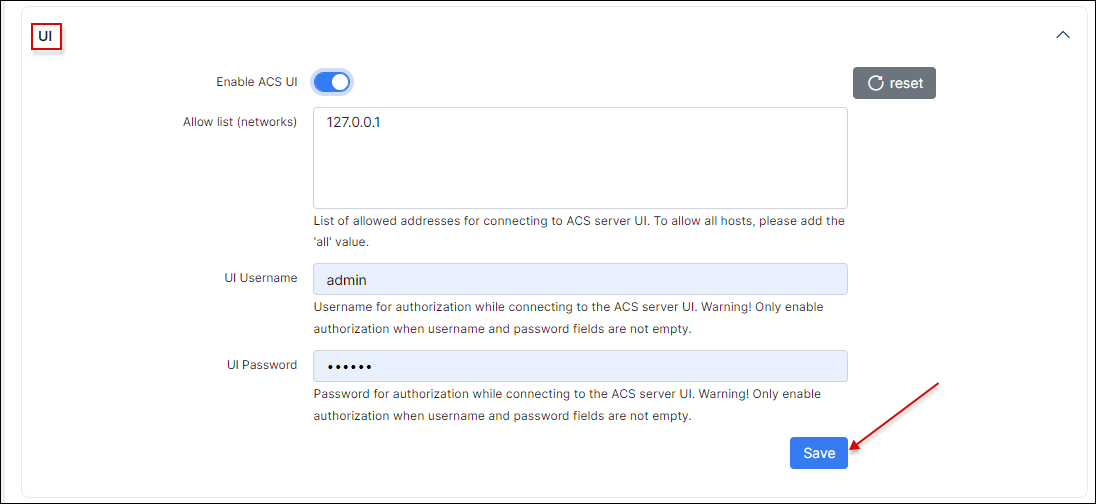 UI
Enable ACS UI
reset
Allow list (networks)
127.0.0.1
List of allowed addresses for connecting to ACS server UI. To allow all hosts, please add the
'all' value.
UI Username
admin
Username for authorization while connecting to the ACS server UI. Warning! Only enable
authorization when username and password fields are not empty.
UI Password
••••••
Password for authorization while connecting to the ACS server UI. Warning! Only enable
authorization when username and password fields are not empty.
Save